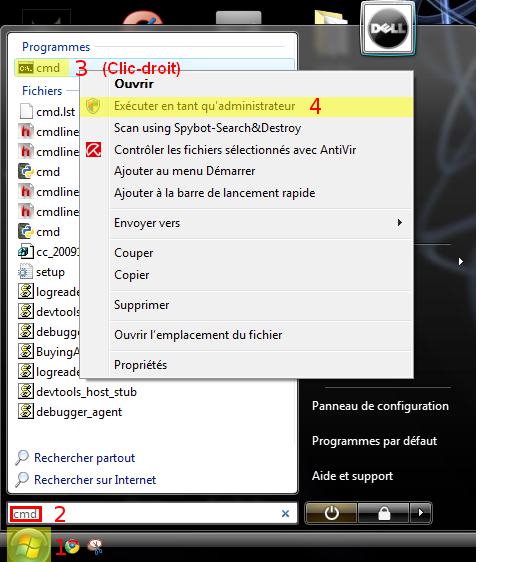 DELL
Programmes
cmd
3 (Clic-droit)
Fichiers
cmd.lst
cmdline
cmdline
cmd
cmdline
cmdline
cmd
cc_2009
setup
logreade
devtools
debugge
BuyingA
logreade
devtools_host_stub
debugger_agent
Ouvrir
Exécuter en tant qu'administrateur 4
Scan using Spybot-Search&Destroy
Contrôler les fichiers sélectionnés avec AntiVir
Ajouter au menu Démarrer
Ajouter à la barre de lancement rapide
Envoyer vers
Couper
Copier
Supprimer
Ouvrir l'emplacement du fichier
Propriétés
Panneau de configuration
Programmes par défaut
Aide et support
Rechercher partout
Rechercher sur Internet
cmd 2
1